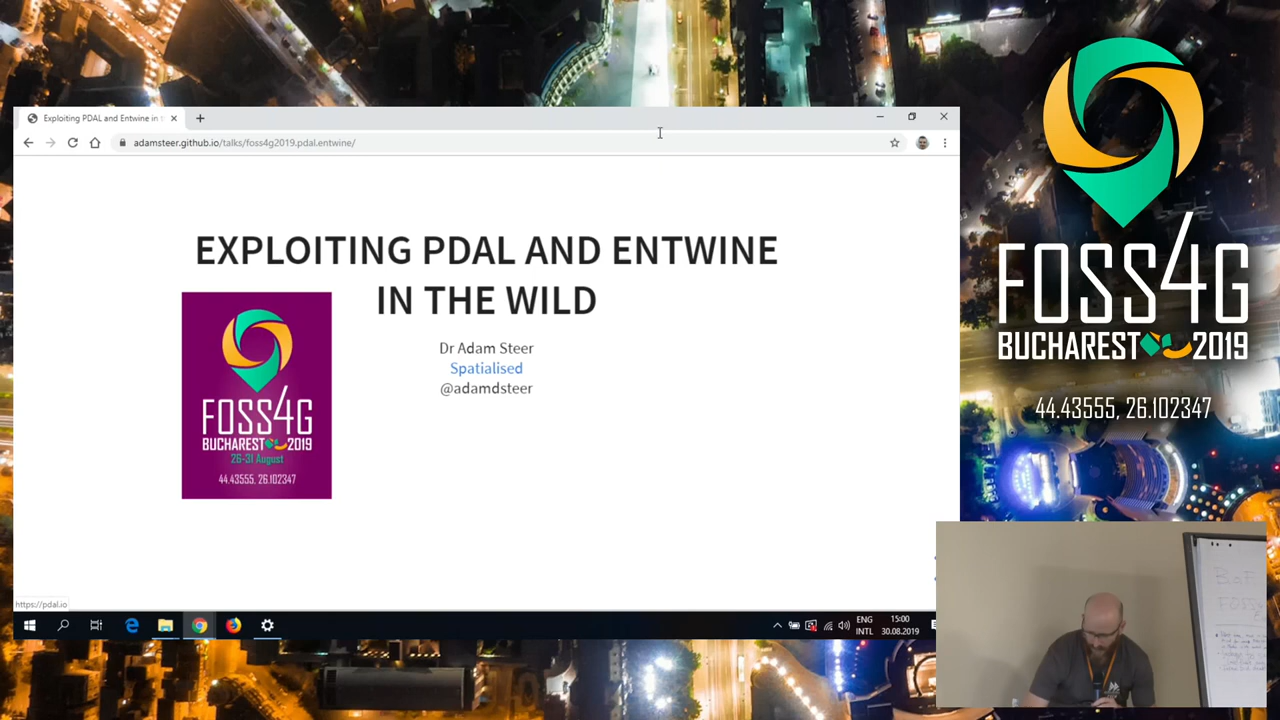 Exploiting PDAL and Entwine in
adamsteer.github.io/talks/foss4g2019.pdal.entwine/
EXPLOITING PDAL AND ENTWINE
IN THE WILD
Dr Adam Steer
Spatialised
@adamdsteer
FOSS4G
BUCHAREST 2019
26-31 August
44.43555, 26.102347
https://pdal.io
ENG
INTL
15:00
30.08.2019
FOSS4G
BUCHAREST 2019
44.43555, 26.102347